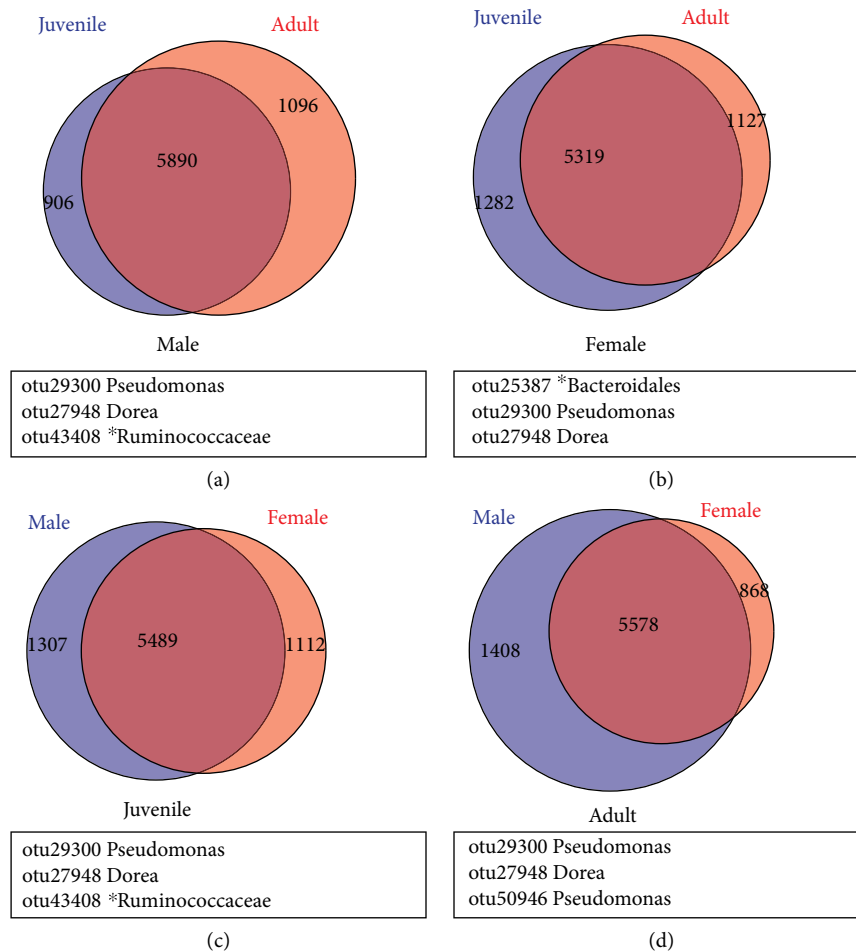 Juvenile Adult
1096
5890
906
Male
otu29300 Pseudomonas
otu27948 Dorea
otu43408 *Ruminococcaceae
(a)
Juvenile Adult
1127
5319
1282
Female
otu25387 *Bacteroidales
otu29300 Pseudomonas
otu27948 Dorea
(b)
Male Female
1307 5489 1112
Juvenile
otu29300 Pseudomonas
otu27948 Dorea
otu43408 *Ruminococcaceae
(c)
Male Female
868
5578
1408
Adult
otu29300 Pseudomonas
otu27948 Dorea
otu50946 Pseudomonas
(d)